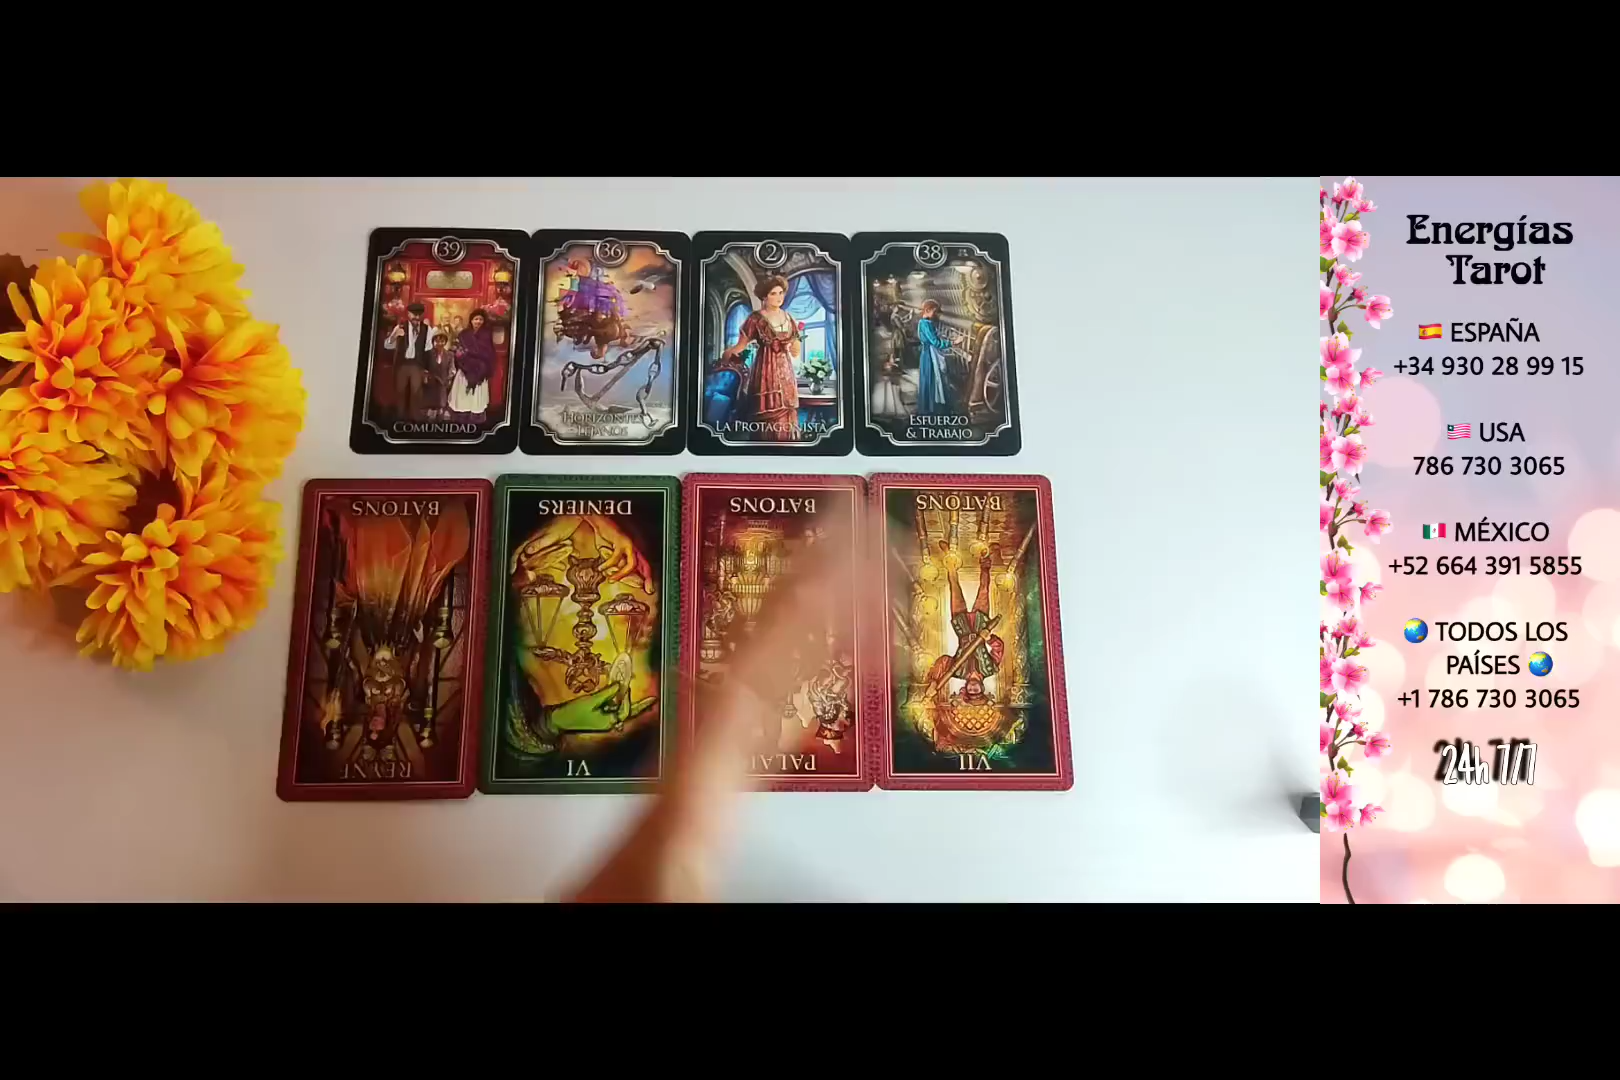 39
COMUNIDAD
36
HORIZONTES
LEJANOS
2
LA PROTAGONISTA
38
ESFUERZO
& TRABAJO
BATONS
REYNE
DENIERS
VI
BATONS
BATONS
VII
Energías
Tarot
🇪🇸 ESPAÑA
+34 930 28 99 15
🇺🇸 USA
786 730 3065
🇲🇽 MÉXICO
+52 664 391 5855
🌏 TODOS LOS
PAÍSES 🌏
+1 786 730 3065
24h 7/7